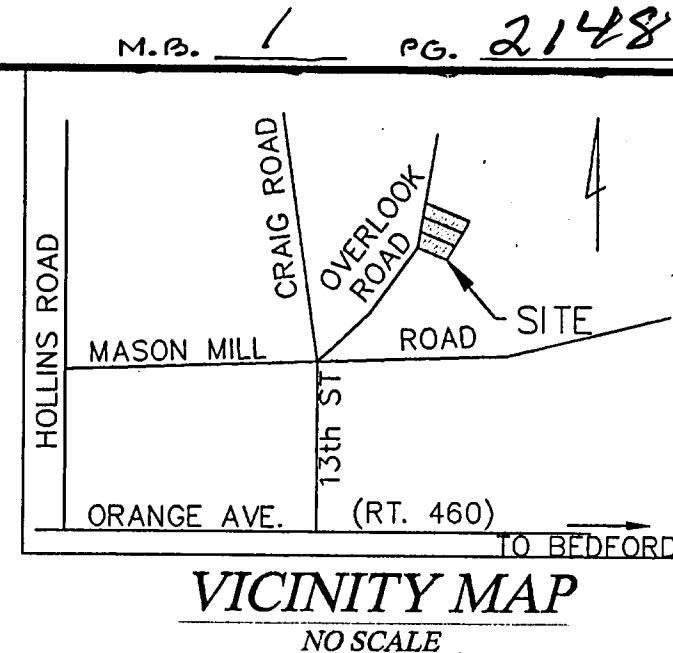 M.B. 1 PG. 2148
HOLLINS ROAD
CRAIG ROAD
OVERLOOK
ROAD
SITE
MASON MILL ROAD
13th ST
ORANGE AVE. (RT. 460)
TO BEDFORD
VICINITY MAP
NO SCALE